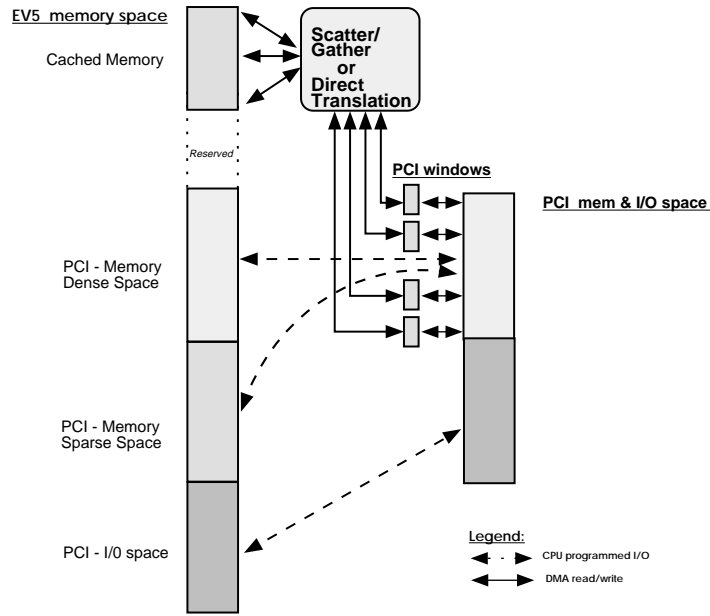 EV5 memory space
Cached Memory
Scatter/
Gather
or
Direct
Translation
Reserved
PCI windows
PCI mem & I/O space
PCI - Memory
Dense Space
PCI - Memory
Sparse Space
PCI - I/0 space
Legend:
CPU programmed I/O
DMA read/write